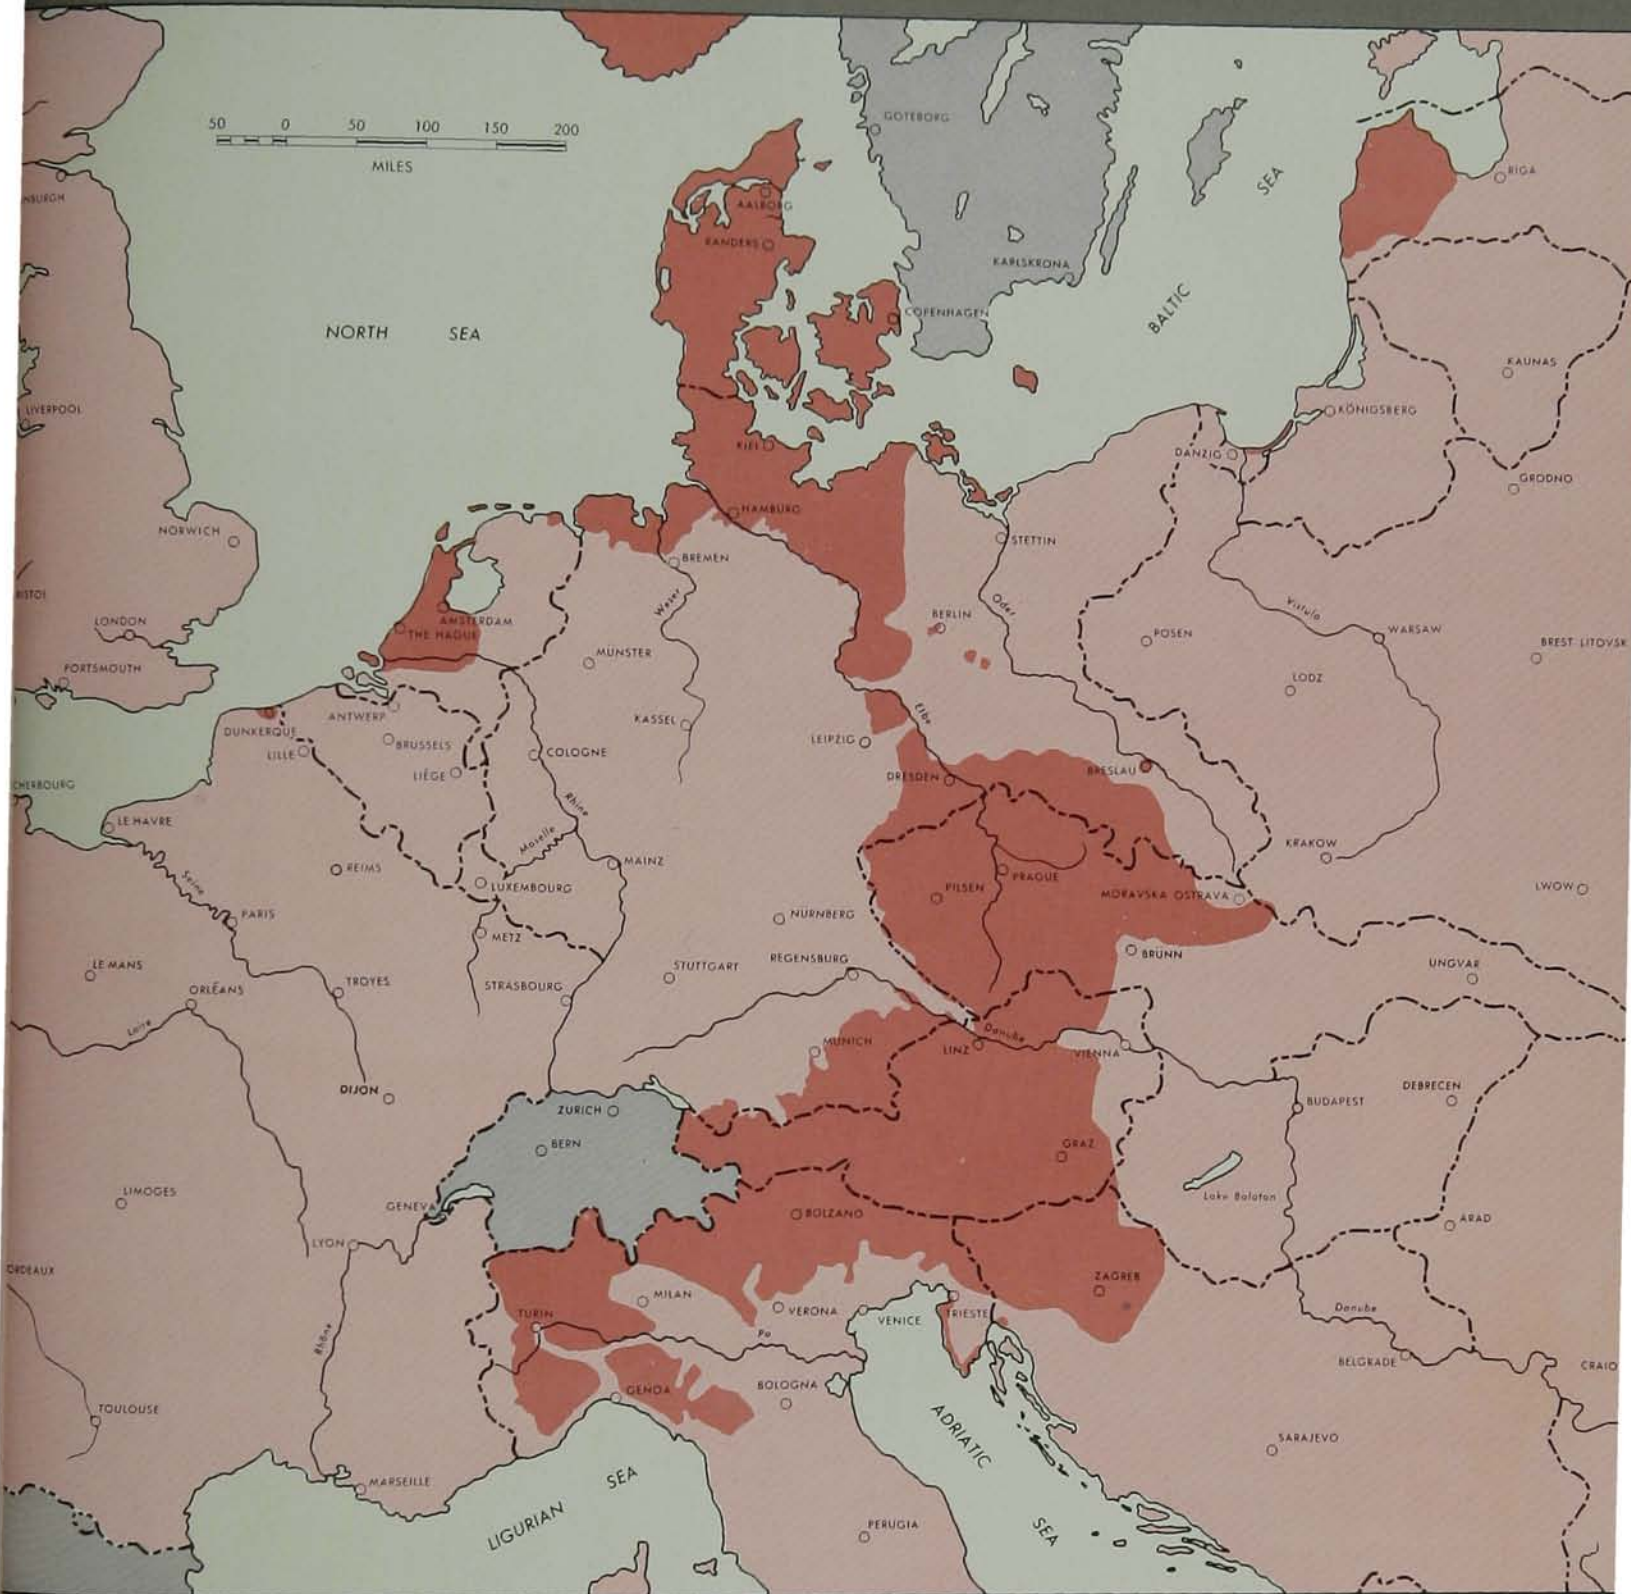 50 0 50 100 150 200
MILES
GÖTEBORG
RIGA
NBURGH
AALBORG
RANDERS
SEA
KARLSKRONA
COPENHAGEN
BALTIC
NORTH SEA
KAUNAS
LIVERPOOL
KÖNIGSBERG
KIEL
DANZIG
GRODNO
HAMBURG
NORWICH
STETTIN
BREMEN
Weser
Oder
Vistula
RISTOL
BERLIN
LONDON
AMSTERDAM
THE HAGUE
POSEN
WARSAW
BREST LITOVSK
MÜNSTER
PORTSMOUTH
LODZ
Elbe
ANTWERP
KASSEL
DUNKERQUE
BRUSSELS
LEIPZIG
LILLE
COLOGNE
LIÉGE
BRESLAU
DRESDEN
CHERBOURG
Rhine
LE HAVRE
Moselle
KRAKOW
MAINZ
REIMS
PRAGUE
Seine
LUXEMBOURG
PILSEN
MORAVSKA OSTRAVA
LWOW
PARIS
NÜRNBERG
METZ
BRÜNN
LE MANS
STUTTGART
REGENSBURG
UNGVAR
TROYES
STRASBOURG
ORLÉANS
Loire
Danube
MUNICH
LINZ
VIENNA
DIJON
DEBRECEN
BUDAPEST
ZURICH
BERN
GRAZ
LIMOGES
Lake Balaton
GENEVA
BOLZANO
ARAD
LYON
ORDEAUX
ZAGREB
MILAN
VERONA
TURIN
VENICE
TRIESTE
Danube
Rhône
Po
BELGRADE
CRAIO
GENOA
BOLOGNA
TOULOUSE
ADRIATIC
SARAJEVO
MARSEILLE
SEA
LIGURIAN
PERUGIA
SEA